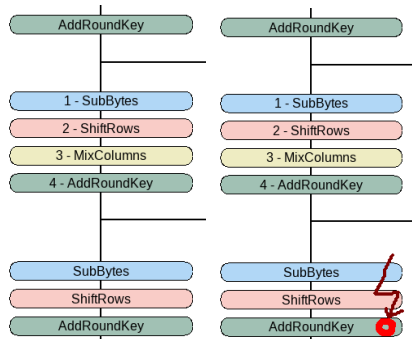 AddRoundKey
1 - SubBytes
2 - ShiftRows
3 - MixColumns
4 - AddRoundKey
SubBytes
ShiftRows
AddRoundKey
AddRoundKey
1 - SubBytes
2 - ShiftRows
3 - MixColumns
4 - AddRoundKey
SubBytes
ShiftRows
AddRoundKey